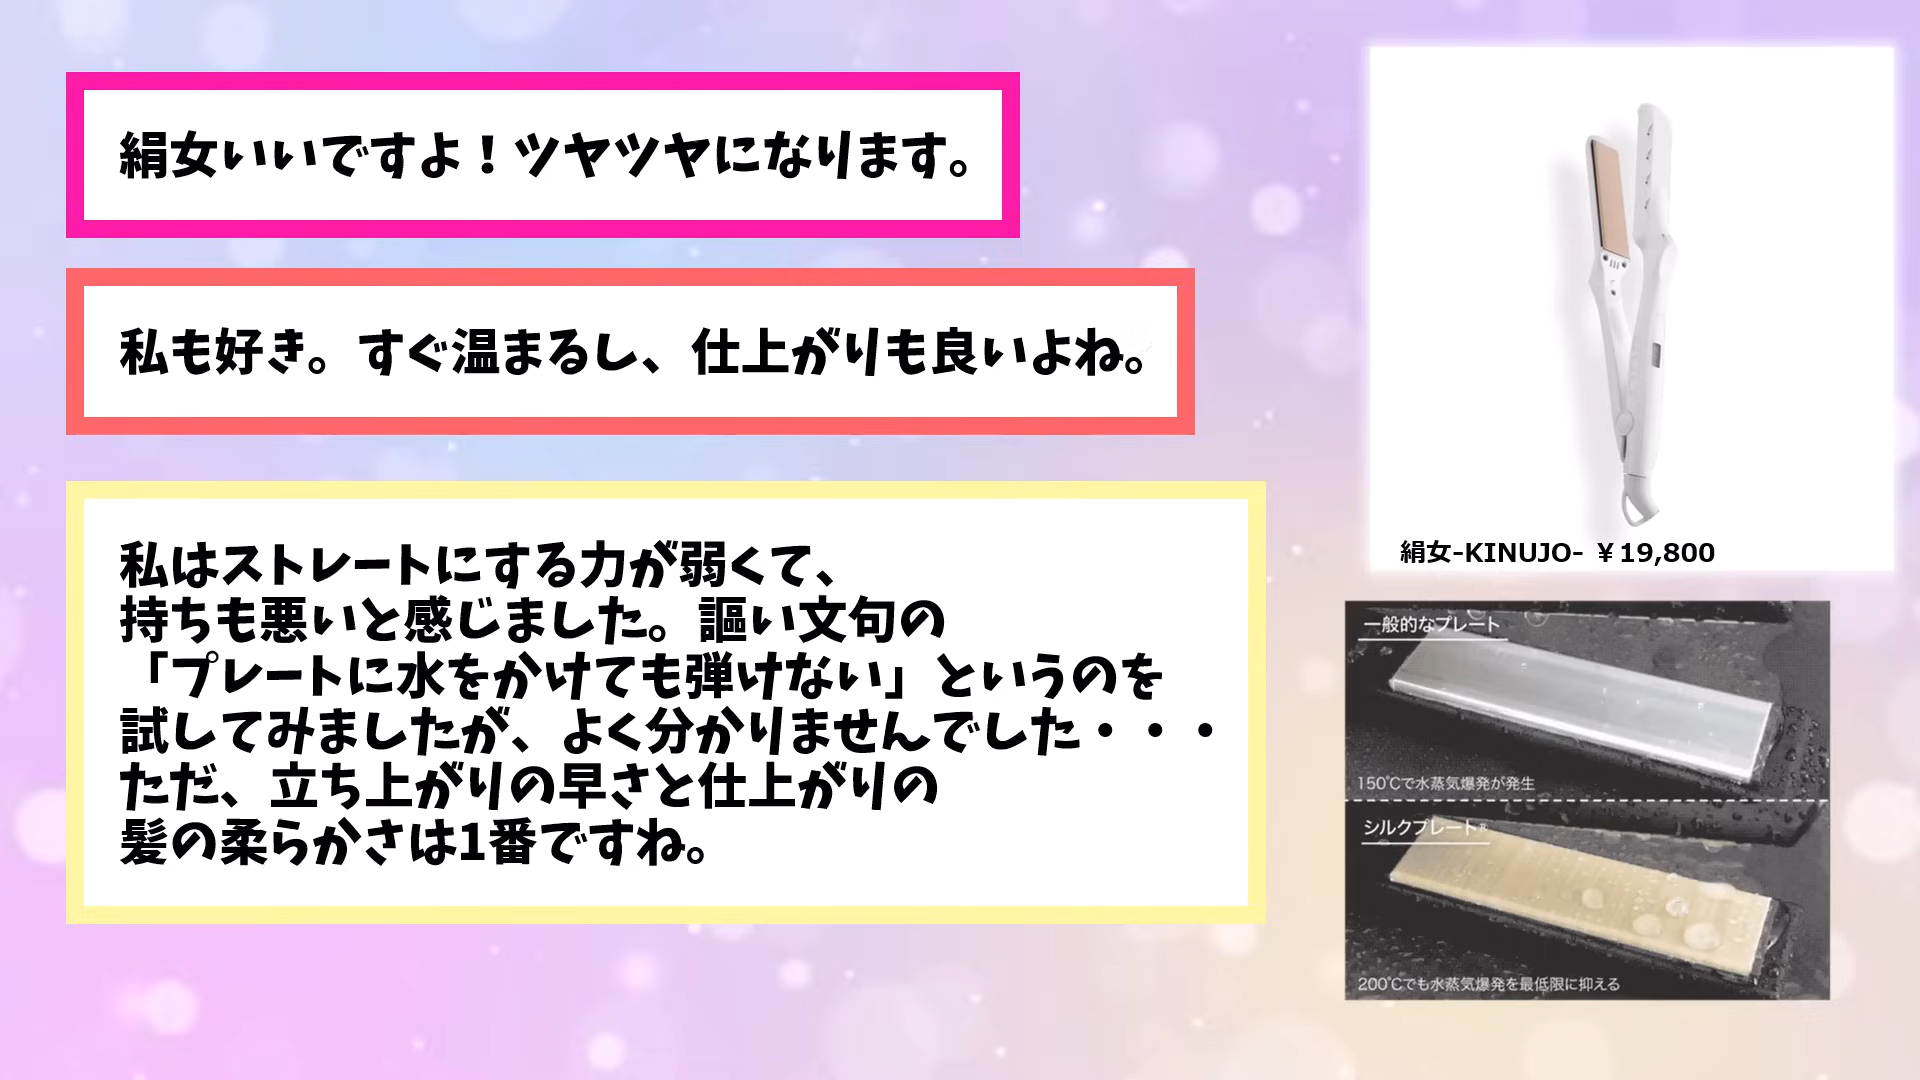 絹女いいですよ！ツヤツヤになります。
私も好き。すぐ温まるし、仕上がりも良いよね。
私はストレートにする力が弱くて、
持ちも悪いと感じました。謳い文句の
「プレートに水をかけても弾けない」というのを
試してみましたが、よく分かりませんでした・・・
ただ、立ち上がりの早さと仕上がりの
髪の柔らかさは1番ですね。
絹女-KINUJO- ￥19,800
一般的なプレート
150℃で水蒸気爆発が発生
シルクプレート®
200℃でも水蒸気爆発を最低限に抑える